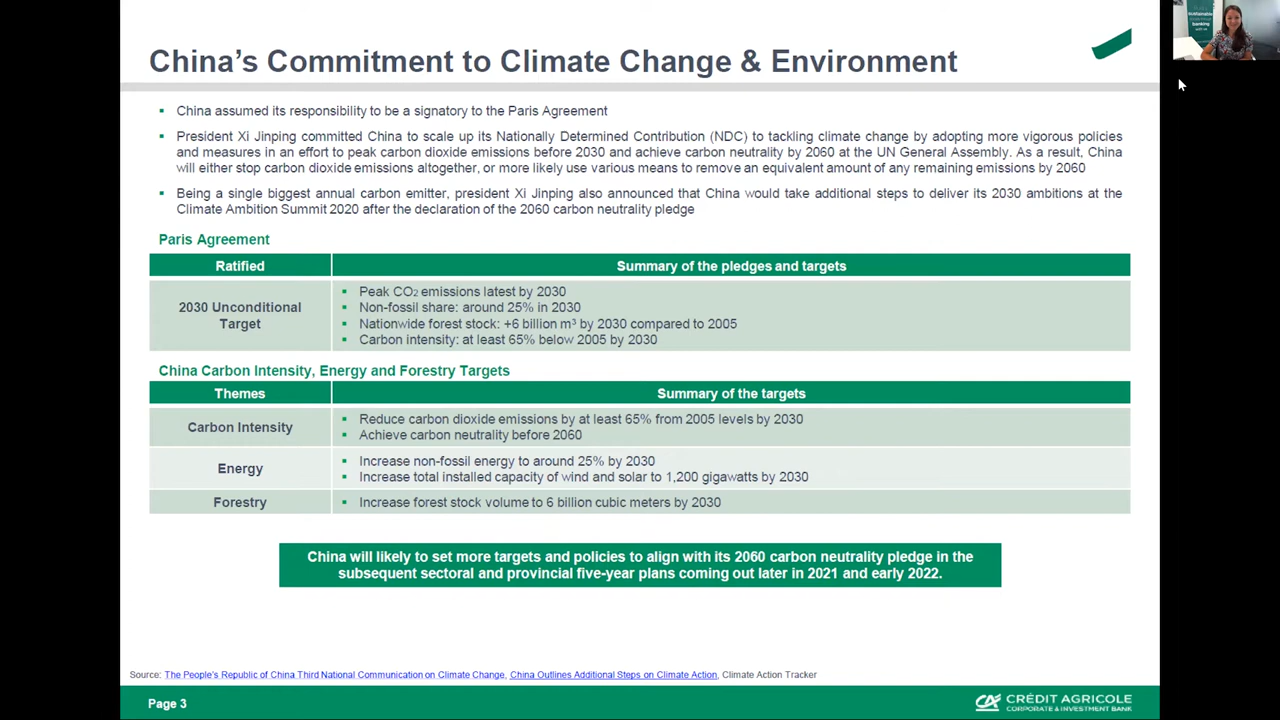 China's Commitment to Climate Change & Environment
China assumed its responsibility to be a signatory to the Paris Agreement
President Xi Jinping committed China to scale up its Nationally Determined Contribution (NDC) to tackling climate change by adopting more vigorous policies
and measures in an effort to peak carbon dioxide emissions before 2030 and achieve carbon neutrality by 2060 at the UN General Assembly. As a result, China
will either stop carbon dioxide emissions altogether, or more likely use various means to remove an equivalent amount of any remaining emissions by 2060
Being a single biggest annual carbon emitter, president Xi Jinping also announced that China would take additional steps to deliver its 2030 ambitions at the
Climate Ambition Summit 2020 after the declaration of the 2060 carbon neutrality pledge
Paris Agreement
Ratified
Summary of the pledges and targets
2030 Unconditional
Target
Peak CO₂ emissions latest by 2030
Non-fossil share: around 25% in 2030
Nationwide forest stock: +6 billion m³ by 2030 compared to 2005
Carbon intensity: at least 65% below 2005 by 2030
China Carbon Intensity, Energy and Forestry Targets
Themes
Summary of the targets
Carbon Intensity
Reduce carbon dioxide emissions by at least 65% from 2005 levels by 2030
Achieve carbon neutrality before 2060
Energy
Increase non-fossil energy to around 25% by 2030
Increase total installed capacity of wind and solar to 1,200 gigawatts by 2030
Forestry
Increase forest stock volume to 6 billion cubic meters by 2030
China will likely to set more targets and policies to align with its 2060 carbon neutrality pledge in the
subsequent sectoral and provincial five-year plans coming out later in 2021 and early 2022.
Source: The People's Republic of China Third National Communication on Climate Change, China Outlines Additional Steps on Climate Action, Climate Action Tracker
Page 3
CRÉDIT AGRICOLE
CORPORATE & INVESTMENT BANK